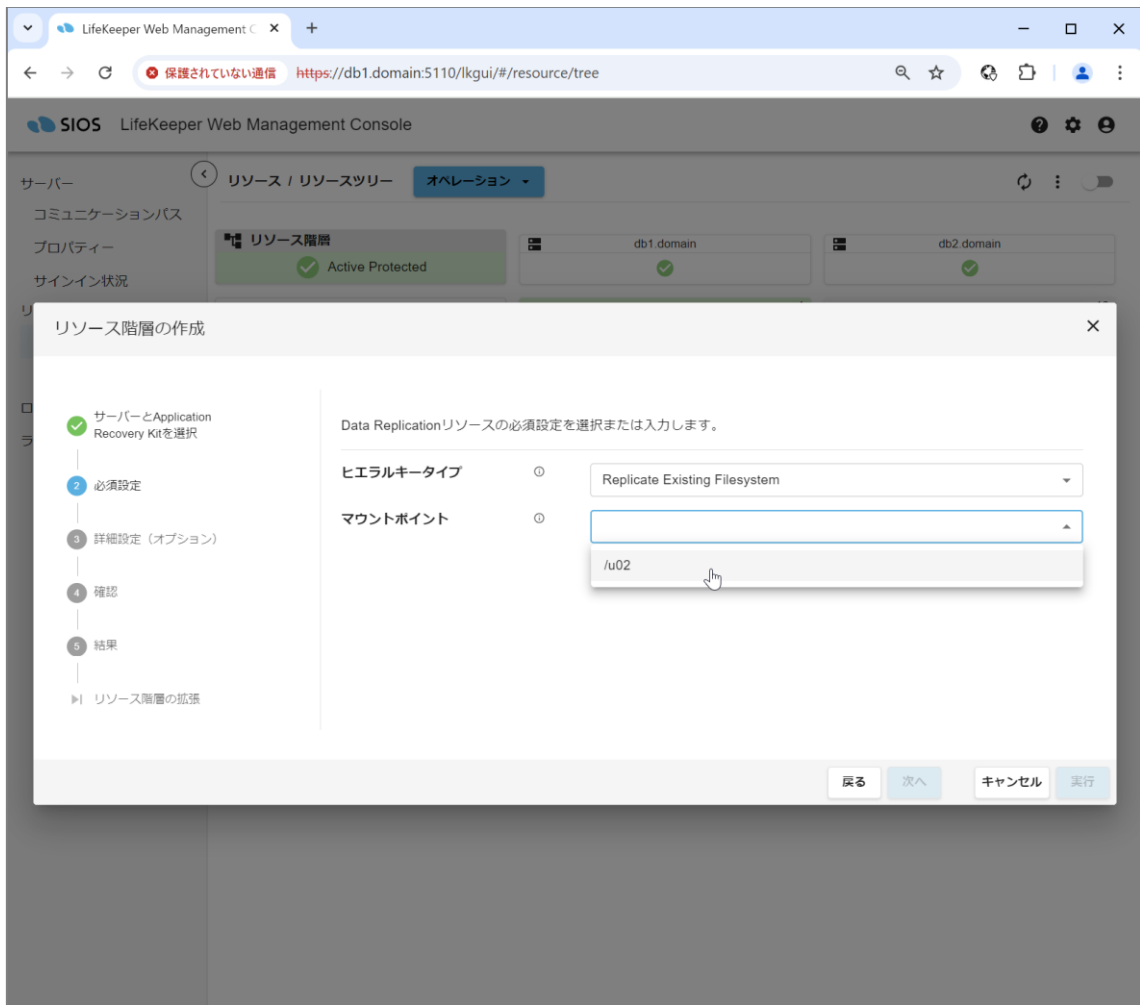 LifeKeeper Web Management C
保護されていない通信 https://db1.domain:5110/lkgui/#/resource/tree
SIOS LifeKeeper Web Management Console
サーバー
コミュニケーションパス
プロパティー
サインイン状況
リソース / リソースツリー
オペレーション
リソース階層
Active Protected
db1.domain
db2.domain
リ
ロ
ラ
リソース階層の作成
サーバーとApplication
Recovery Kitを選択
2 必須設定
3 詳細設定（オプション）
4 確認
5 結果
リソース階層の拡張
Data Replicationリソースの必須設定を選択または入力します。
ヒエラルキータイプ
Replicate Existing Filesystem
マウントポイント
/u02
戻る
次へ
キャンセル
実行